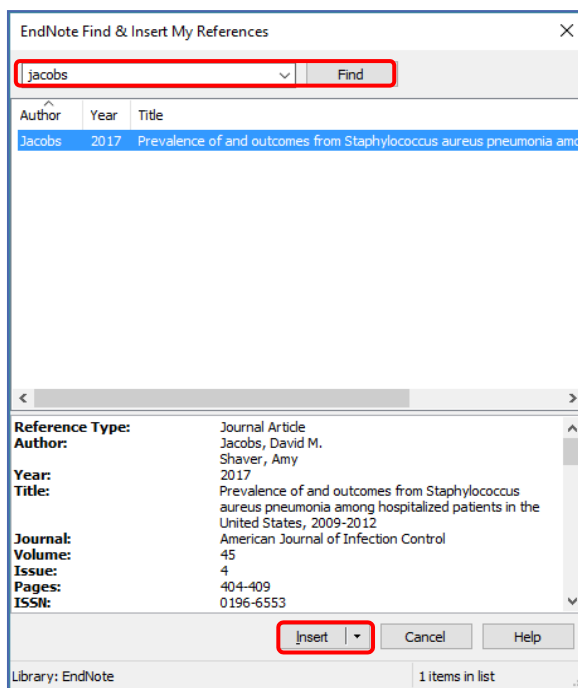 EndNote Find & Insert My References
jacobs
Find
Author Year Title
Jacobs 2017 Prevalence of and outcomes from Staphylococcus aureus pneumonia amo
Reference Type: Journal Article
Author: Jacobs, David M.
Shaver, Amy
Year: 2017
Title: Prevalence of and outcomes from Staphylococcus
aureus pneumonia among hospitalized patients in the
United States, 2009-2012
Journal: American Journal of Infection Control
Volume: 45
Issue: 4
Pages: 404-409
ISSN: 0196-6553
Insert Cancel Help
Library: EndNote 1 items in list